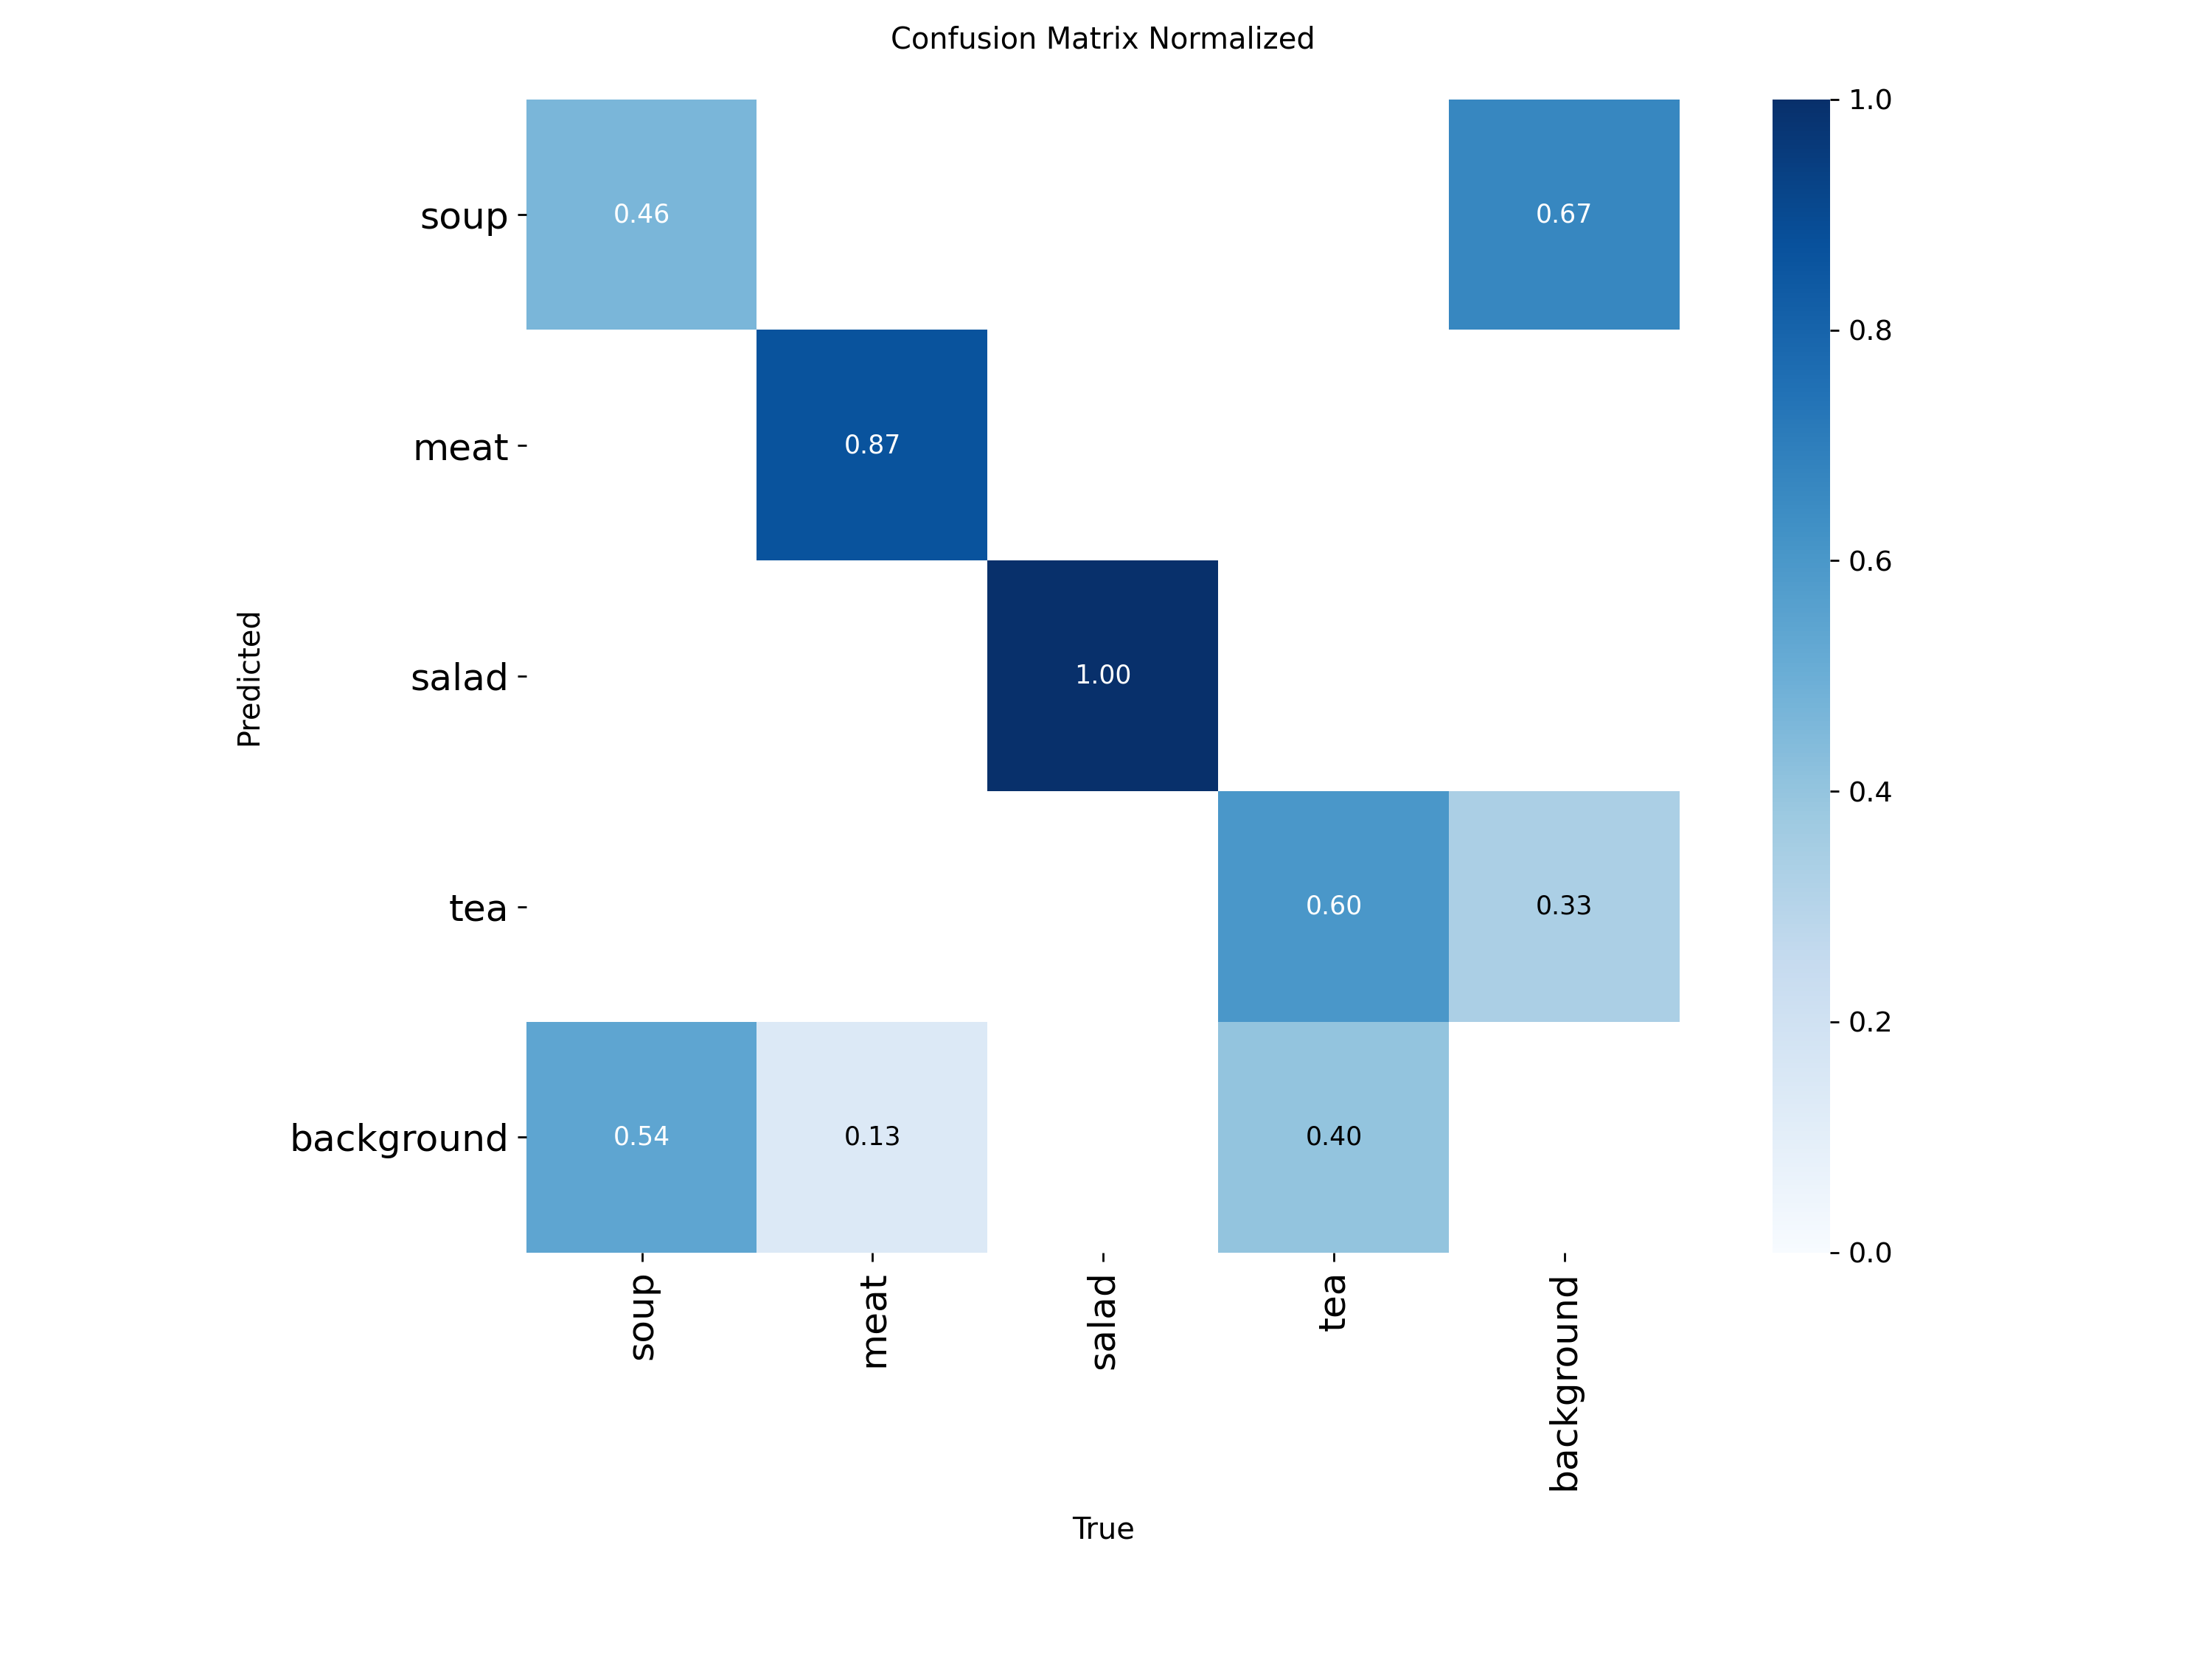 Confusion Matrix Normalized
soup
0.46
0.67
meat
0.87
salad
1.00
tea
0.60
0.33
background
0.54
0.13
0.40
soup
meat
salad
tea
background
Predicted
True
1.0
0.8
0.6
0.4
0.2
0.0